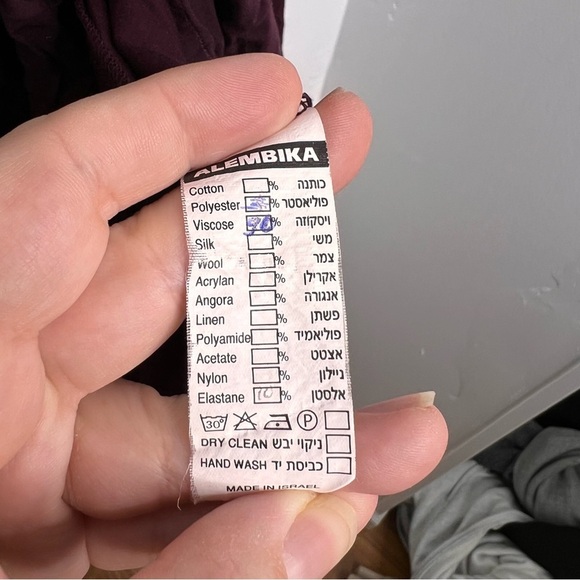 ALEMBIKA
Cotton % כותנה
Polyester % פוליאסטר
Viscose % ויסקוזה
Silk % משי
Wool % צמר
Acrylan % אקרילן
Angora % אנגורה
Linen % פשתן
Polyamide % פוליאמיד
Acetate % אצטט
Nylon % ניילון
Elastane 10 % אלסטן
30° P
DRY CLEAN ניקוי יבש
HAND WASH כביסת יד
MADE IN ISRAEL